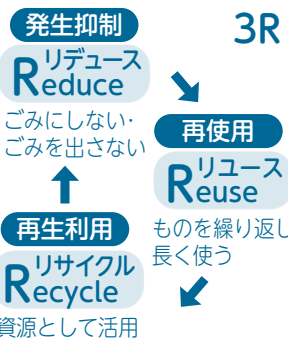 3R
発生抑制
リデュース
Reduce
ごみにしない・
ごみを出さない
再使用
リユース
Reuse
ものを繰り返し
長く使う
再生利用
リサイクル
Recycle
資源として活用